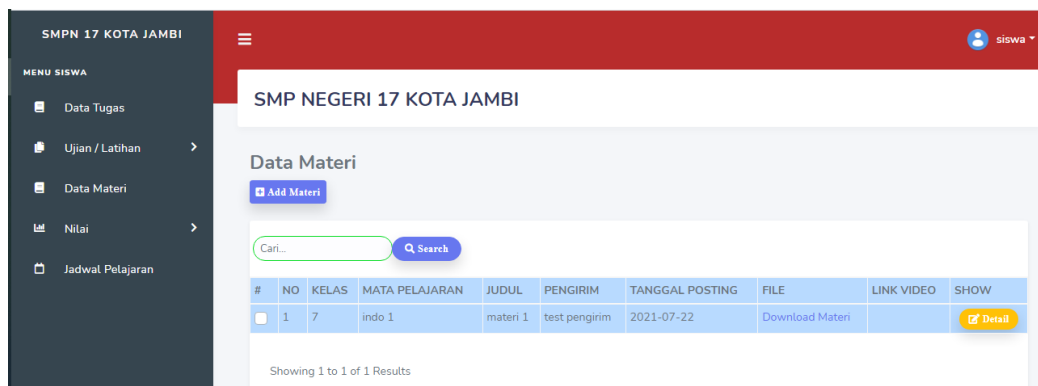 SMPN 17 KOTA JAMBI
siswa
MENU SISWA
Data Tugas
Ujian / Latihan
Data Materi
Nilai
Jadwal Pelajaran
SMP NEGERI 17 KOTA JAMBI
Data Materi
Add Materi
Cari...
Search
# NO KELAS MATA PELAJARAN JUDUL PENGIRIM TANGGAL POSTING FILE LINK VIDEO SHOW
1 7 indo 1 materi 1 test pengirim 2021-07-22 Download Materi Detail
Showing 1 to 1 of 1 Results